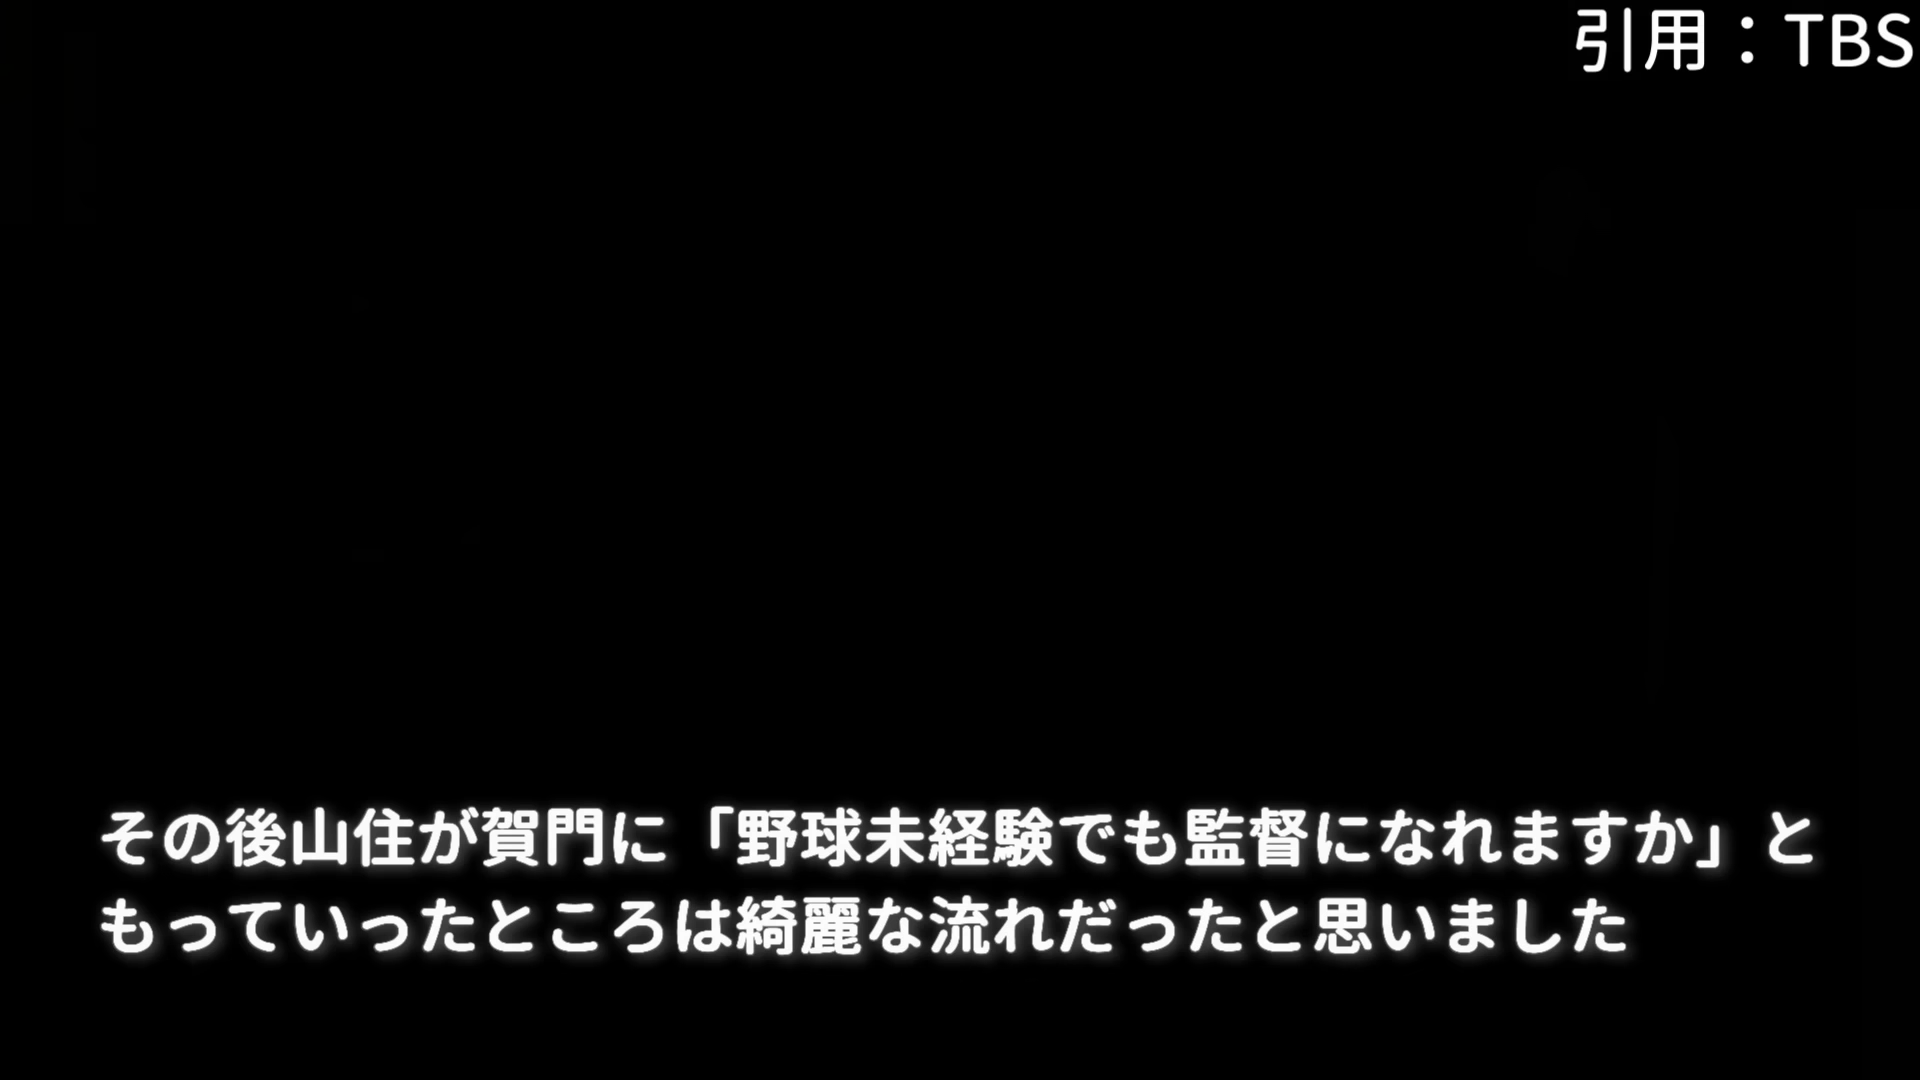 引用：TBS
その後山住が賀門に「野球未経験でも監督になれますか」と
もっていったところは綺麗な流れだったと思いました